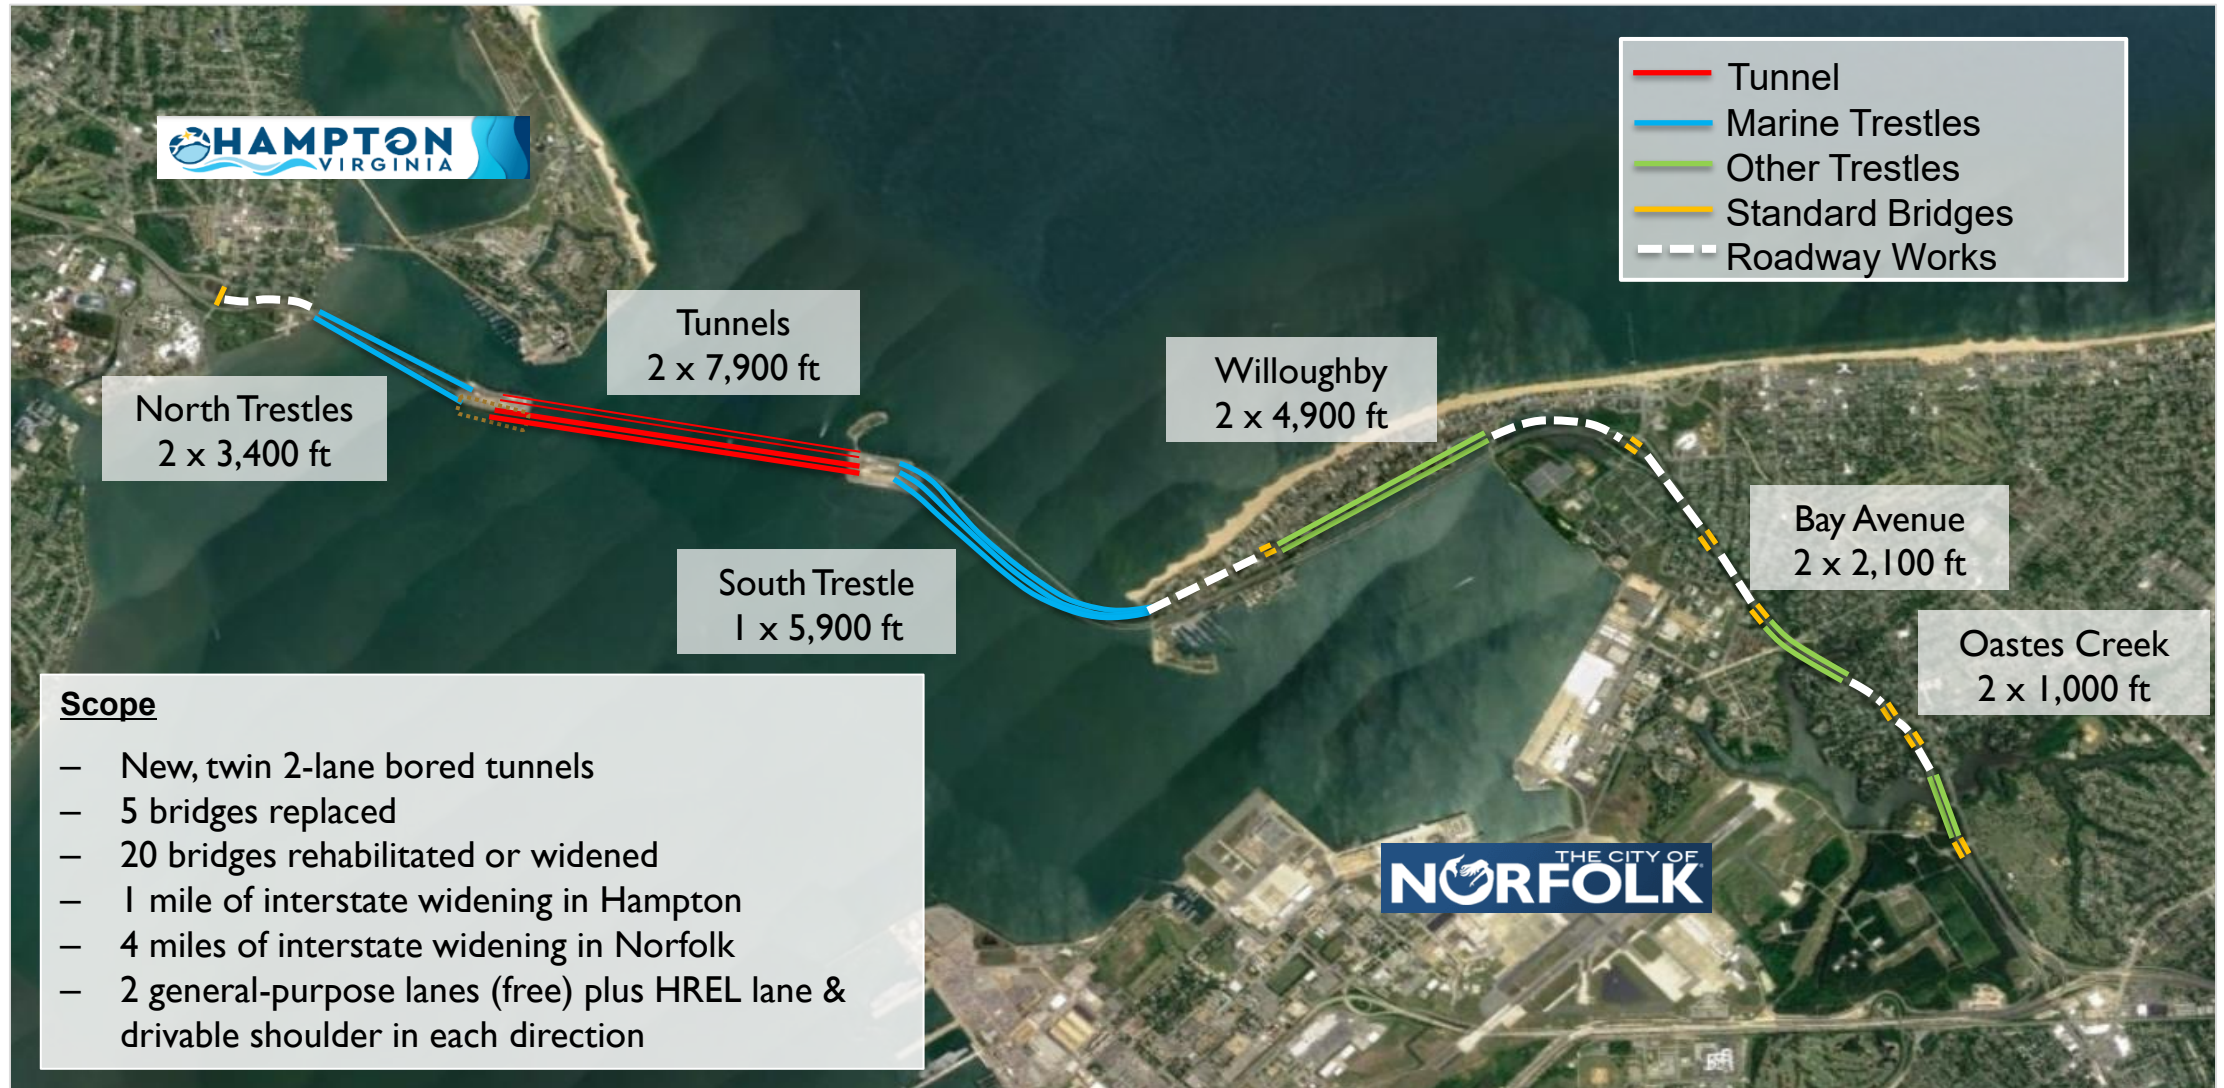 HAMPTON
VIRGINIA
Tunnel
Marine Trestles
Other Trestles
Standard Bridges
Roadway Works
Tunnels
2 x 7,900 ft
North Trestles
2 x 3,400 ft
Willoughby
2 x 4,900 ft
Bay Avenue
2 x 2,100 ft
South Trestle
1 x 5,900 ft
Oastes Creek
2 x 1,000 ft
Scope
– New, twin 2-lane bored tunnels
– 5 bridges replaced
– 20 bridges rehabilitated or widened
– 1 mile of interstate widening in Hampton
– 4 miles of interstate widening in Norfolk
– 2 general-purpose lanes (free) plus HREL lane &
drivable shoulder in each direction
THE CITY OF
NORFOLK